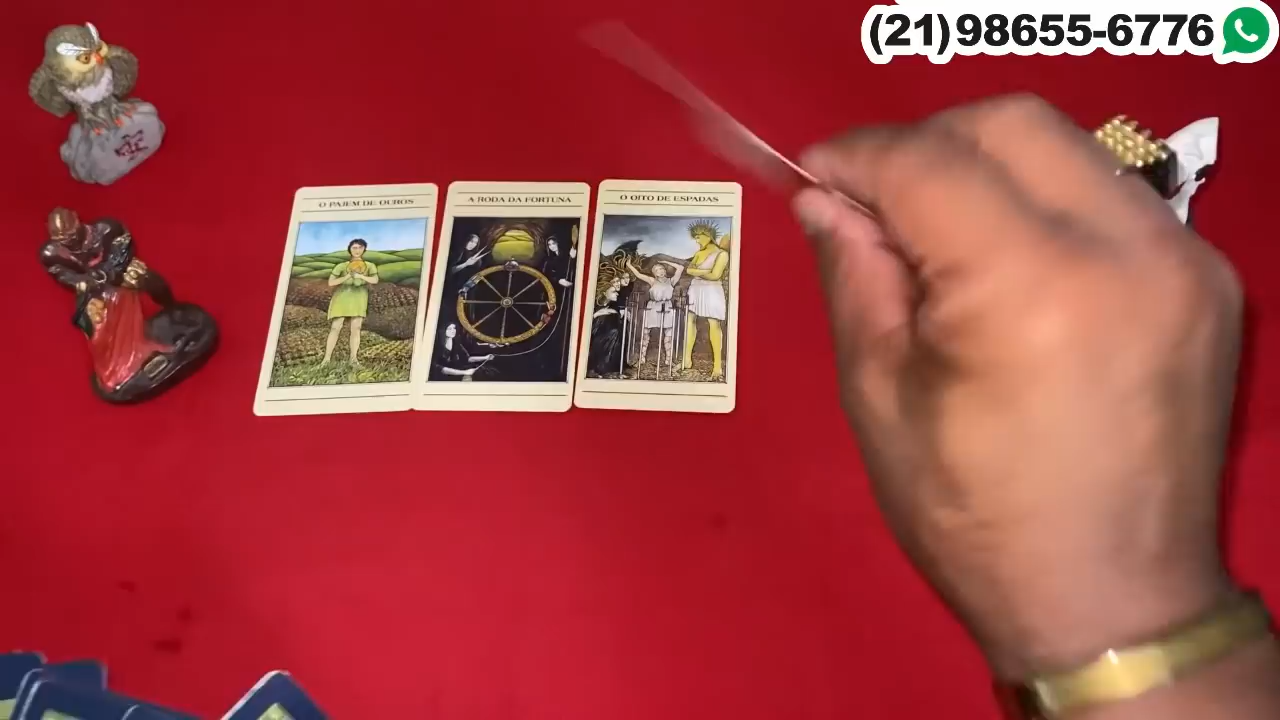 (21)98655-6776
O PAJEM DE OUROS
A RODA DA FORTUNA
O OITO DE ESPADAS